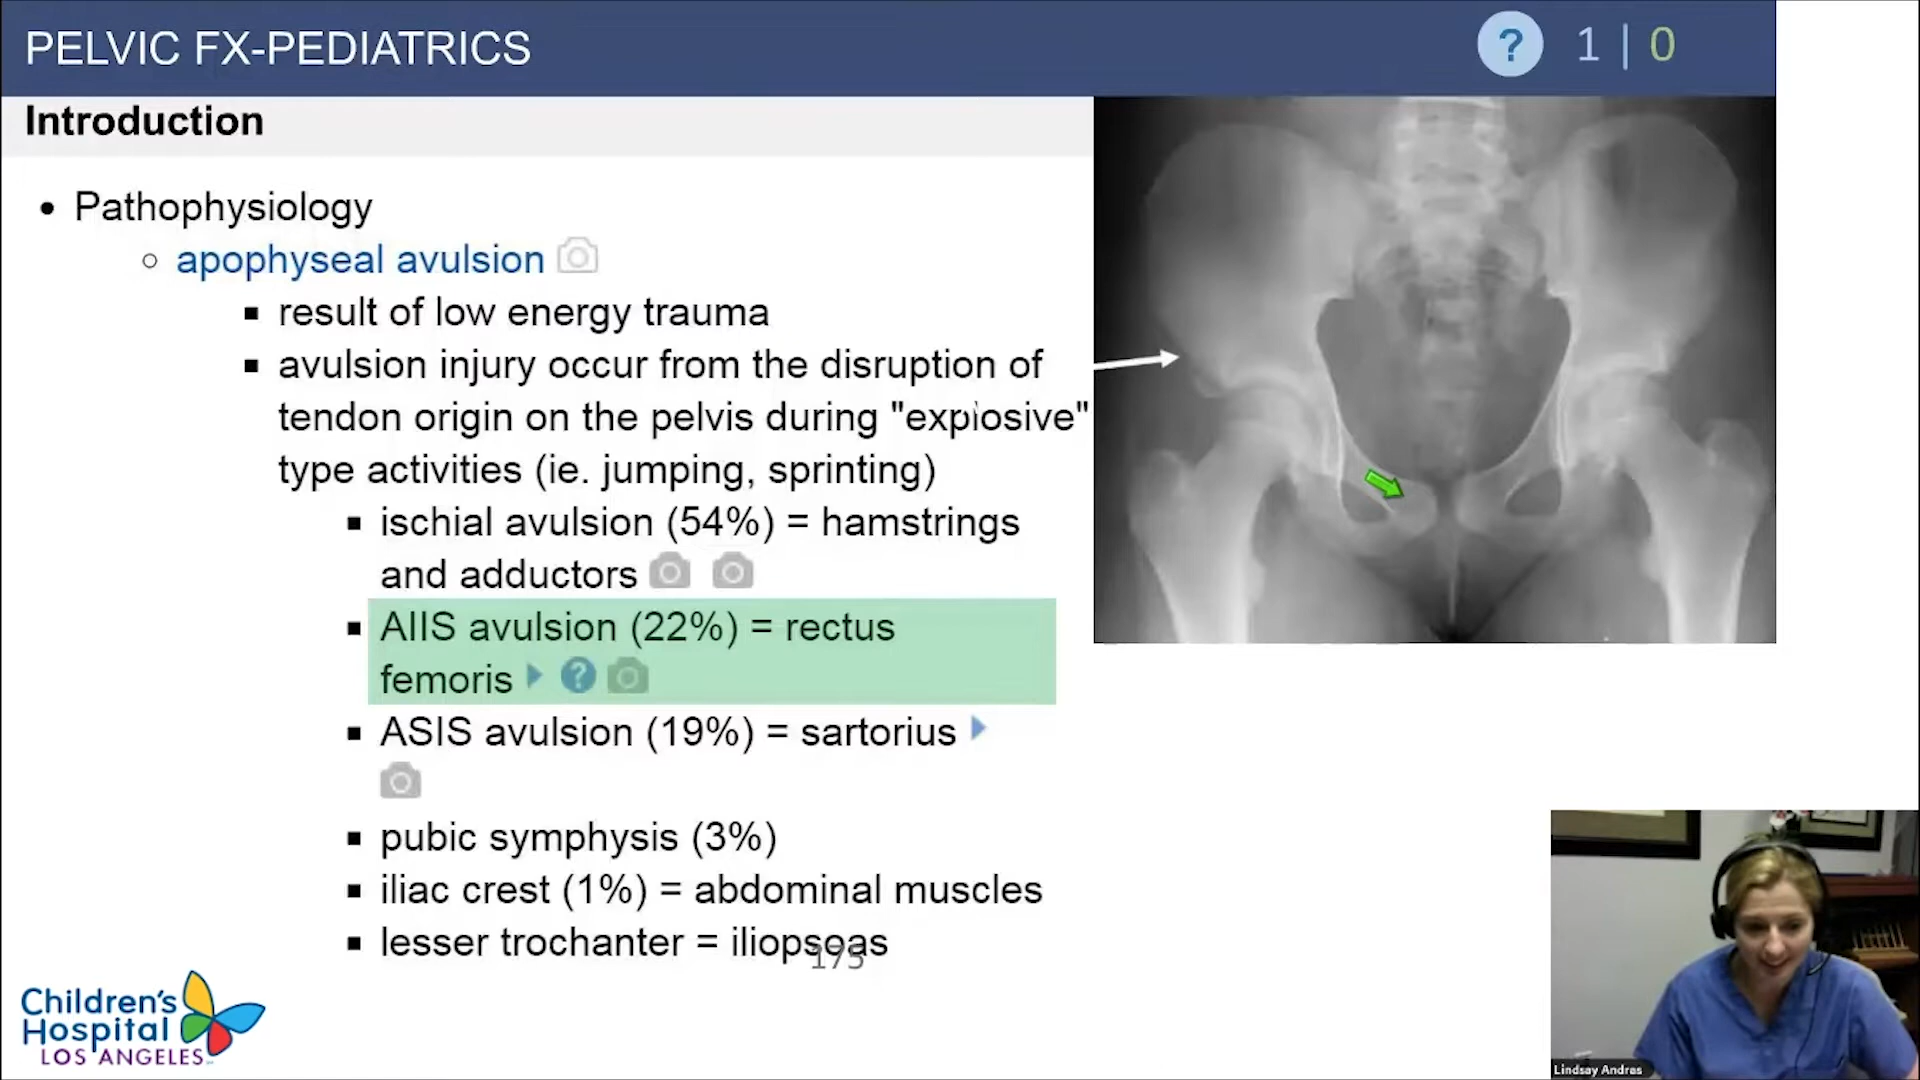 PELVIC FX-PEDIATRICS
? 1 | 0
Introduction
• Pathophysiology
○ apophyseal avulsion
▪ result of low energy trauma
▪ avulsion injury occur from the disruption of
tendon origin on the pelvis during "explosive"
type activities (ie. jumping, sprinting)
▪ ischial avulsion (54%) = hamstrings
and adductors
▪ AIIS avulsion (22%) = rectus
femoris ?
▪ ASIS avulsion (19%) = sartorius
▪ pubic symphysis (3%)
▪ iliac crest (1%) = abdominal muscles
▪ lesser trochanter = iliopsoas
175
Children's
Hospital
LOS ANGELES
Lindsay Andras